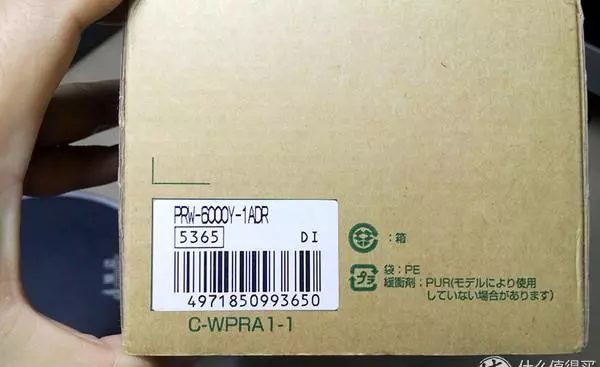 PRW-6000Y-1ADR
5365 DI
4971850993650
C-WPRA1-1
:箱
プラ
袋:PE
緩衝剤:PUR(モデルにより使用
していない場合があります)
什么值得买